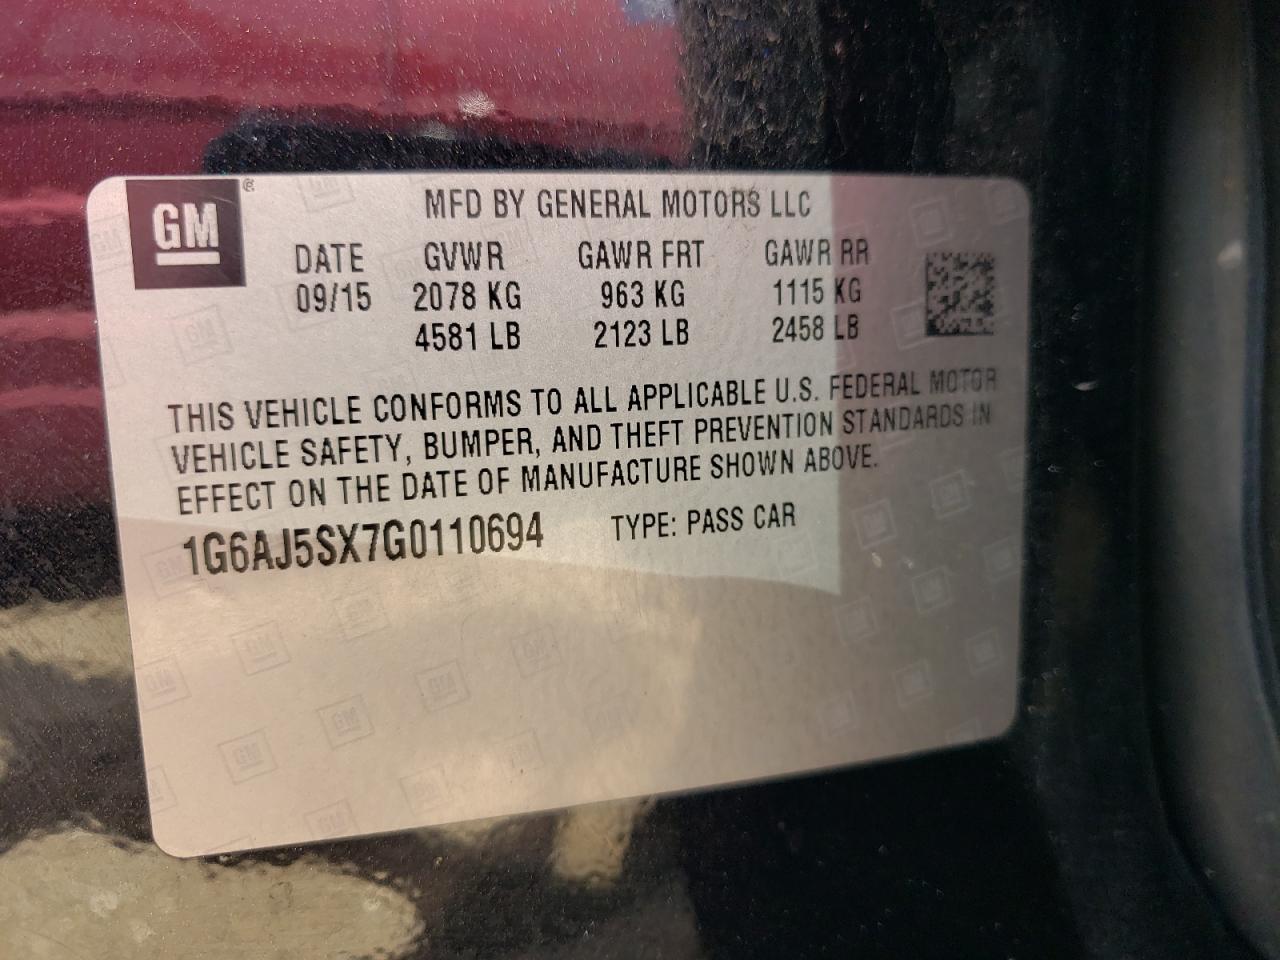 GM
MFD BY GENERAL MOTORS LLC
DATE GVWR GAWR FRT GAWR RR
09/15 2078 KG 963 KG 1115 KG
4581 LB 2123 LB 2458 LB
THIS VEHICLE CONFORMS TO ALL APPLICABLE U.S. FEDERAL MOTOR
VEHICLE SAFETY, BUMPER, AND THEFT PREVENTION STANDARDS IN
EFFECT ON THE DATE OF MANUFACTURE SHOWN ABOVE.
1G6AJ5SX7G0110694 TYPE: PASS CAR